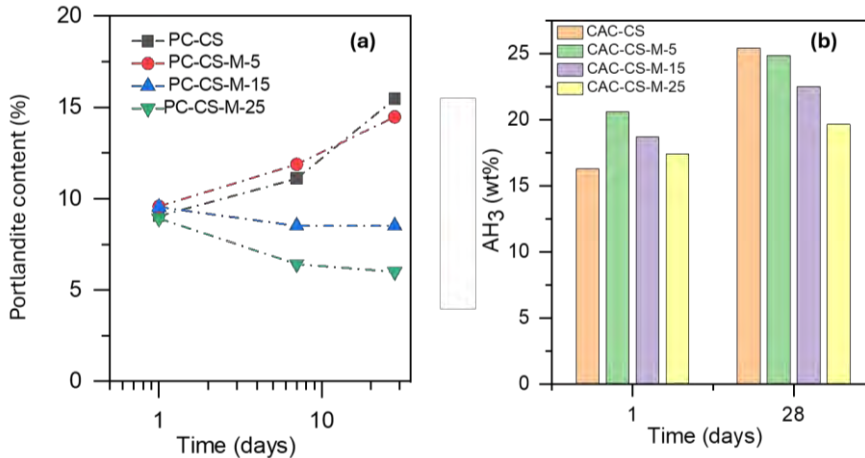 (a)
PC-CS
PC-CS-M-5
PC-CS-M-15
PC-CS-M-25
Portlandite content (%)
20
15
10
5
0
1
10
Time (days)
(b)
CAC-CS
CAC-CS-M-5
CAC-CS-M-15
CAC-CS-M-25
AH3 (wt%)
25
20
15
10
5
0
1
28
Time (days)